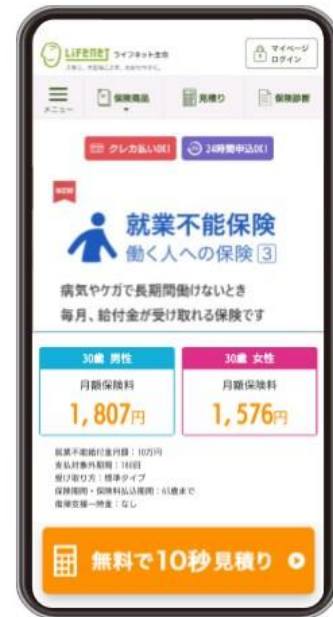 LIFENET ライフネット生命
マイページ
ログイン
メニュー
保険商品
見積り
保険診断
クレカ払いOK!
24時間申込OK!
NEW
就業不能保険
働く人への保険3
病気やケガで長期間働けないとき
毎月、給付金が受け取れる保険です
30歳 男性
月額保険料
1,807円
30歳 女性
月額保険料
1,576円
就業不能給付金月額：10万円
支払対象外期間：180日
受け取り方：標準タイプ
保険期間・保険料払込期間：65歳まで
復帰支援一時金：なし
無料で10秒見積り